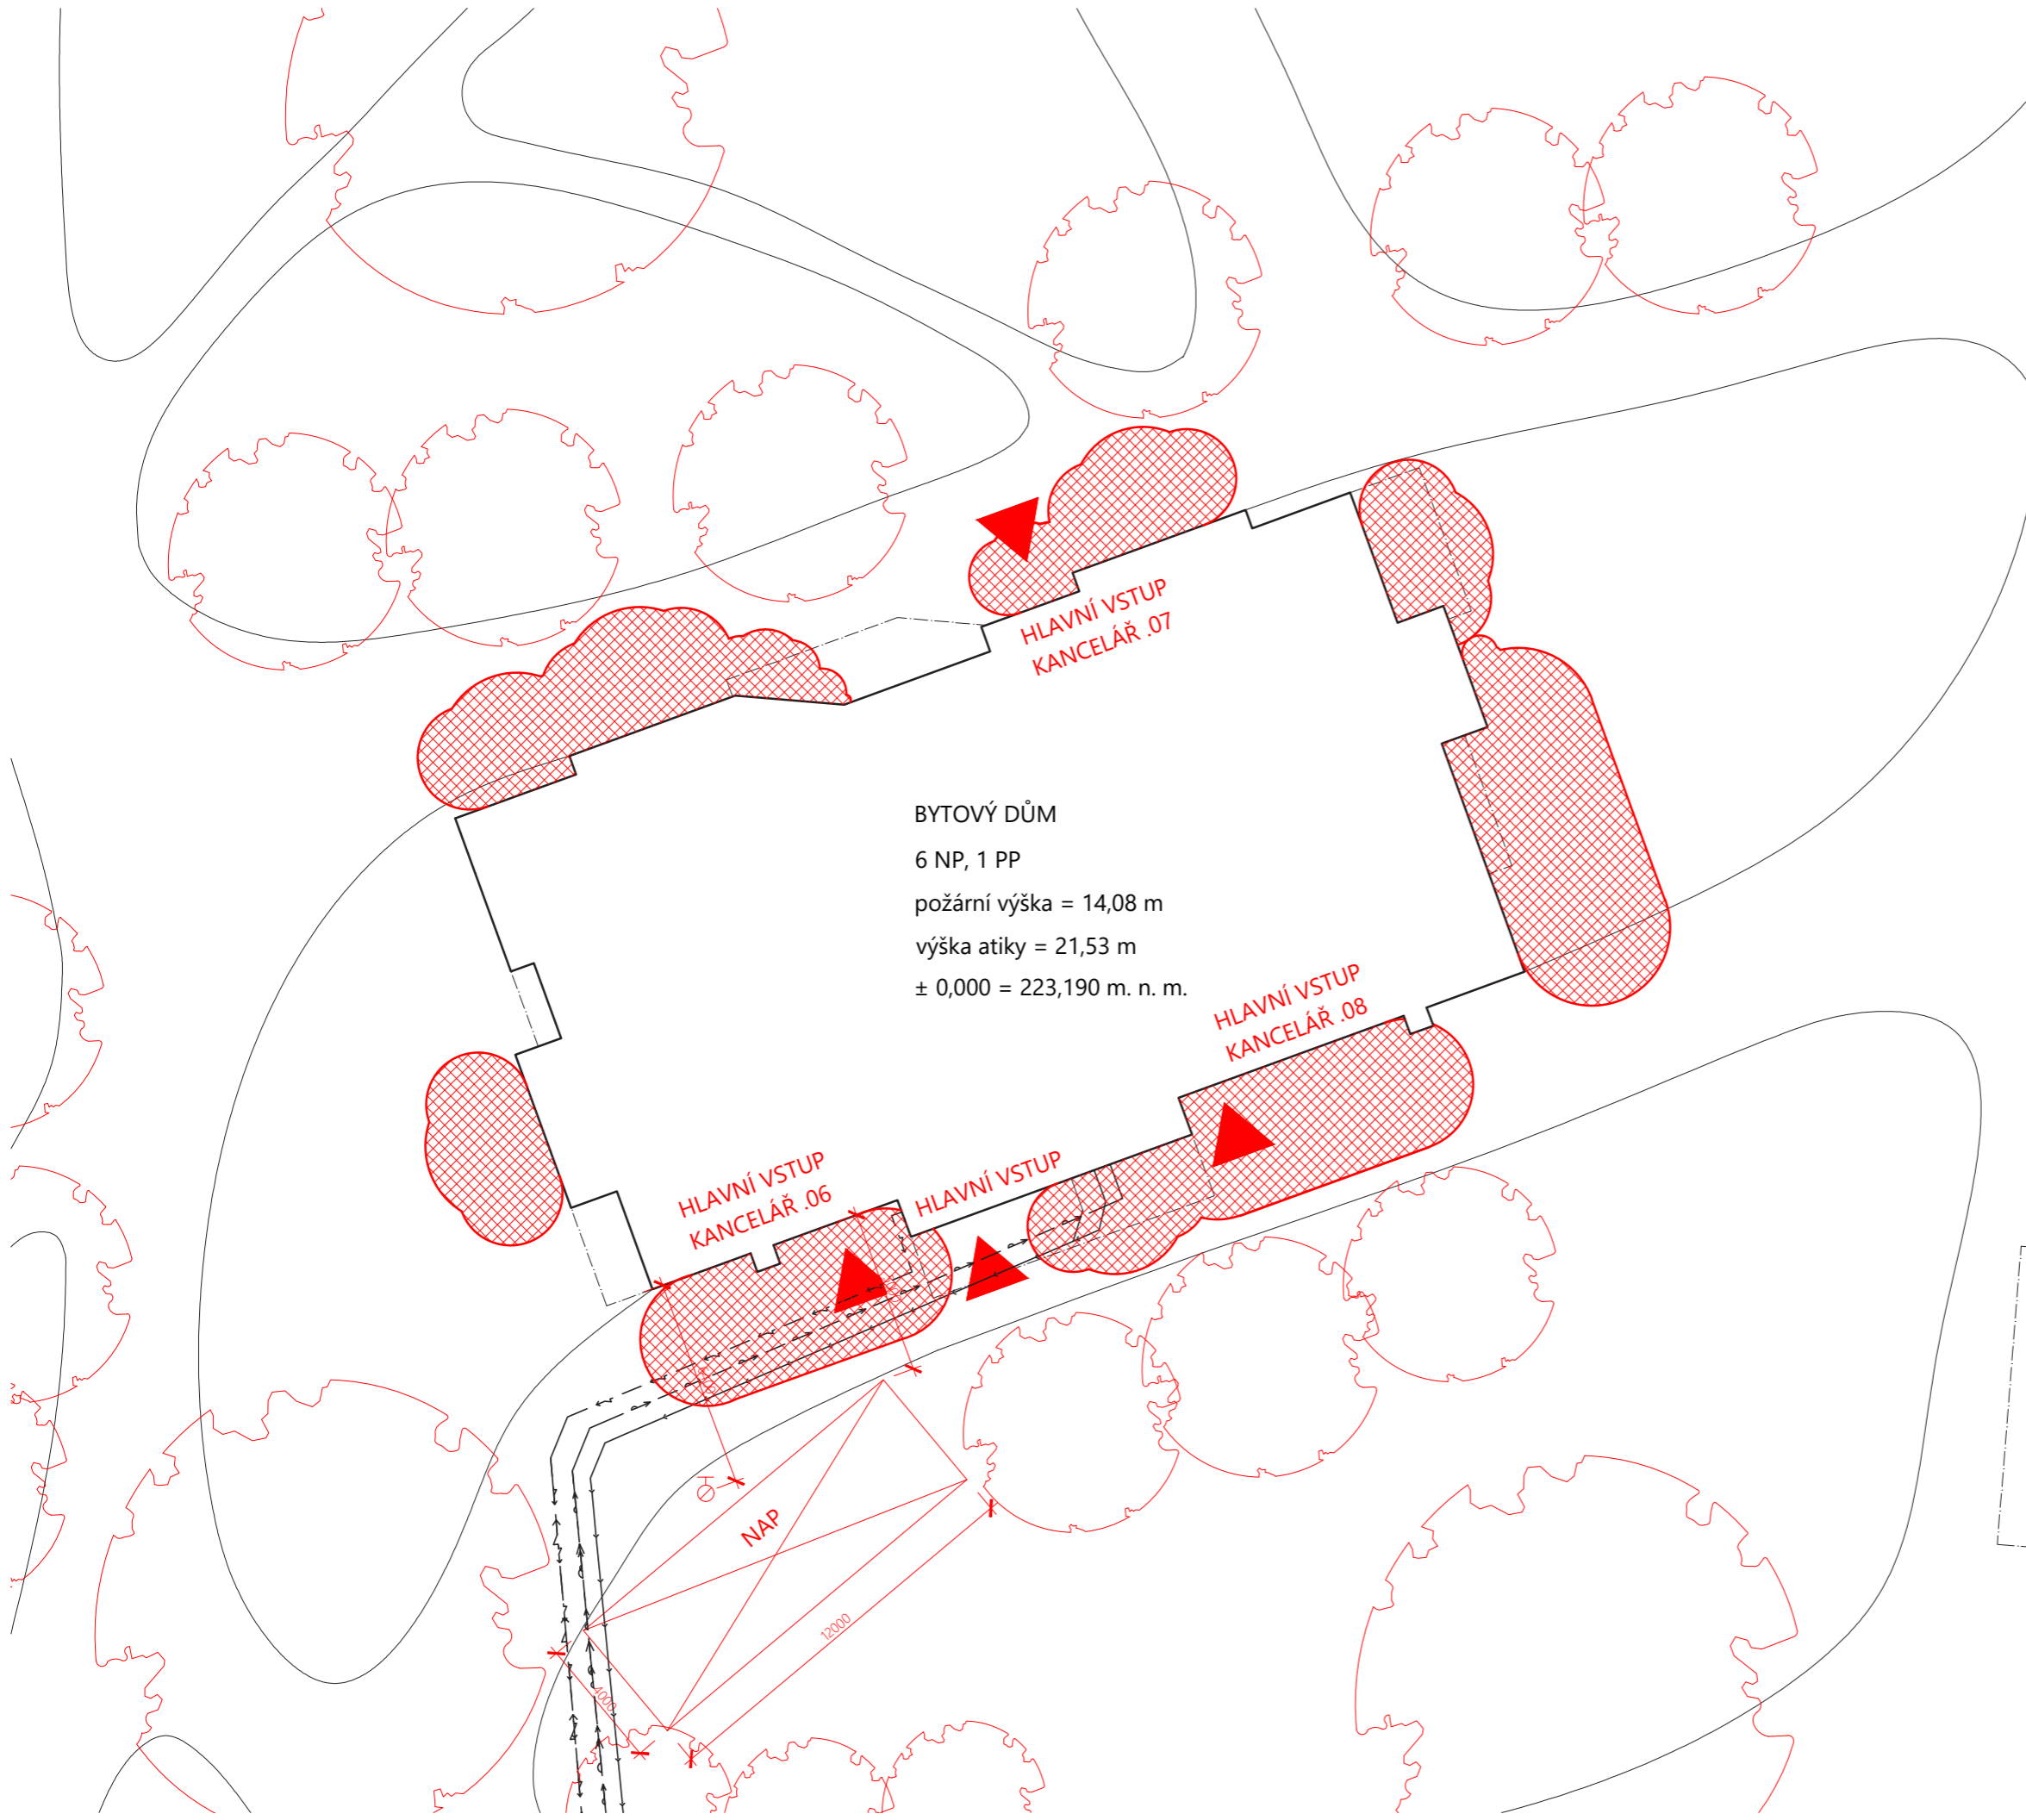 HLAVNÍ VSTUP
KANCELÁŘ .07
BYTOVÝ DŮM
6 NP, 1 PP
požární výška = 14,08 m
výška atiky = 21,53 m
± 0,000 = 223,190 m. n. m.
HLAVNÍ VSTUP
KANCELÁŘ .08
HLAVNÍ VSTUP
KANCELÁŘ .06
HLAVNÍ VSTUP
NAP
12000
4000